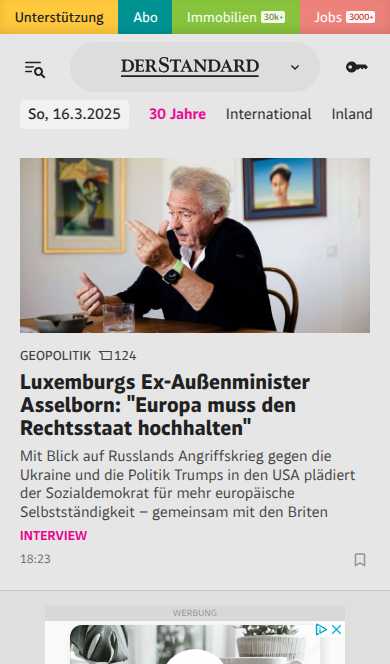 Unterstützung Abo Immobilien 30k+ Jobs 3000+
DERSTANDARD
So, 16.3.2025 30 Jahre International Inland
GEOPOLITIK 124
Luxemburgs Ex-Außenminister
Asselborn: "Europa muss den
Rechtsstaat hochhalten"
Mit Blick auf Russlands Angriffskrieg gegen die
Ukraine und die Politik Trumps in den USA plädiert
der Sozialdemokrat für mehr europäische
Selbstständigkeit – gemeinsam mit den Briten
INTERVIEW
18:23
WERBUNG